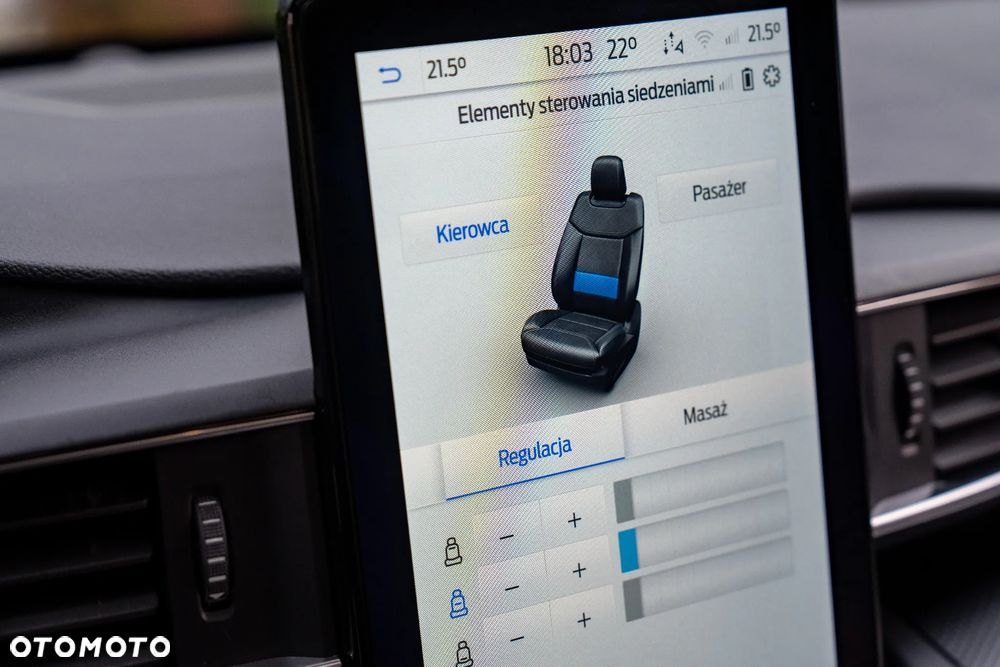 21.5° 18:03 22° 21.5°
Elementy sterowania siedzeniami
Kierowca
Pasażer
Regulacja
Masaż
− +
− +
− +
OTOMOTO